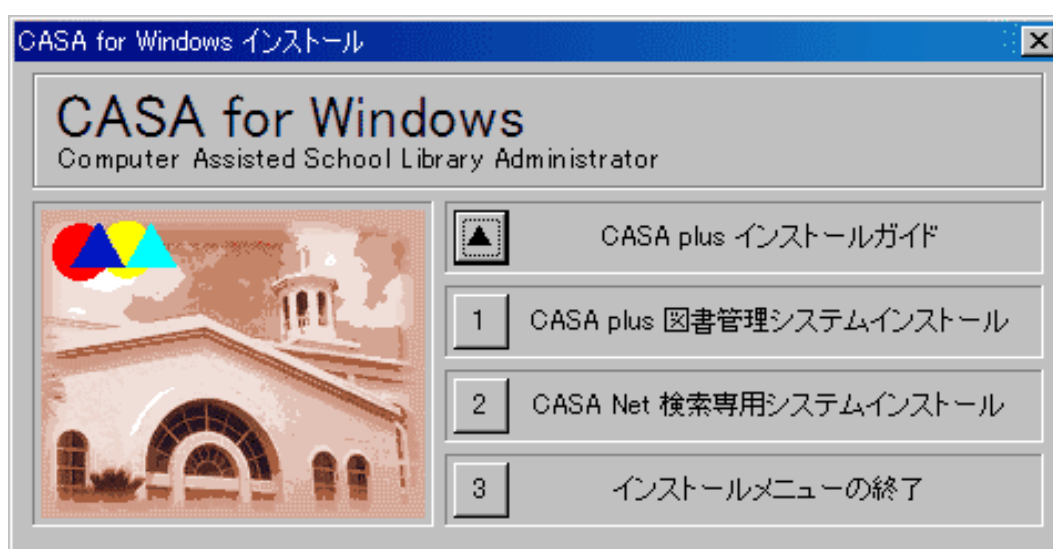 CASA for Windows インストール
CASA for Windows
Computer Assisted School Library Administrator
▲ CASA plus インストールガイド
1 CASA plus 図書管理システムインストール
2 CASA Net 検索専用システムインストール
3 インストールメニューの終了